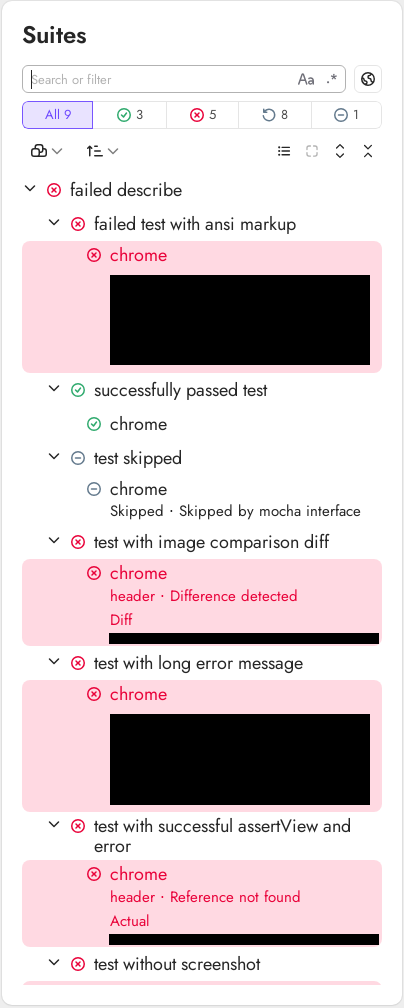 Suites
Search or filter
Aa .*
All 9 3 5 8 1
failed describe
failed test with ansi markup
chrome
successfully passed test
chrome
test skipped
chrome
Skipped · Skipped by mocha interface
test with image comparison diff
chrome
header · Difference detected
Diff
test with long error message
chrome
test with successful assertView and
error
chrome
header · Reference not found
Actual
test without screenshot